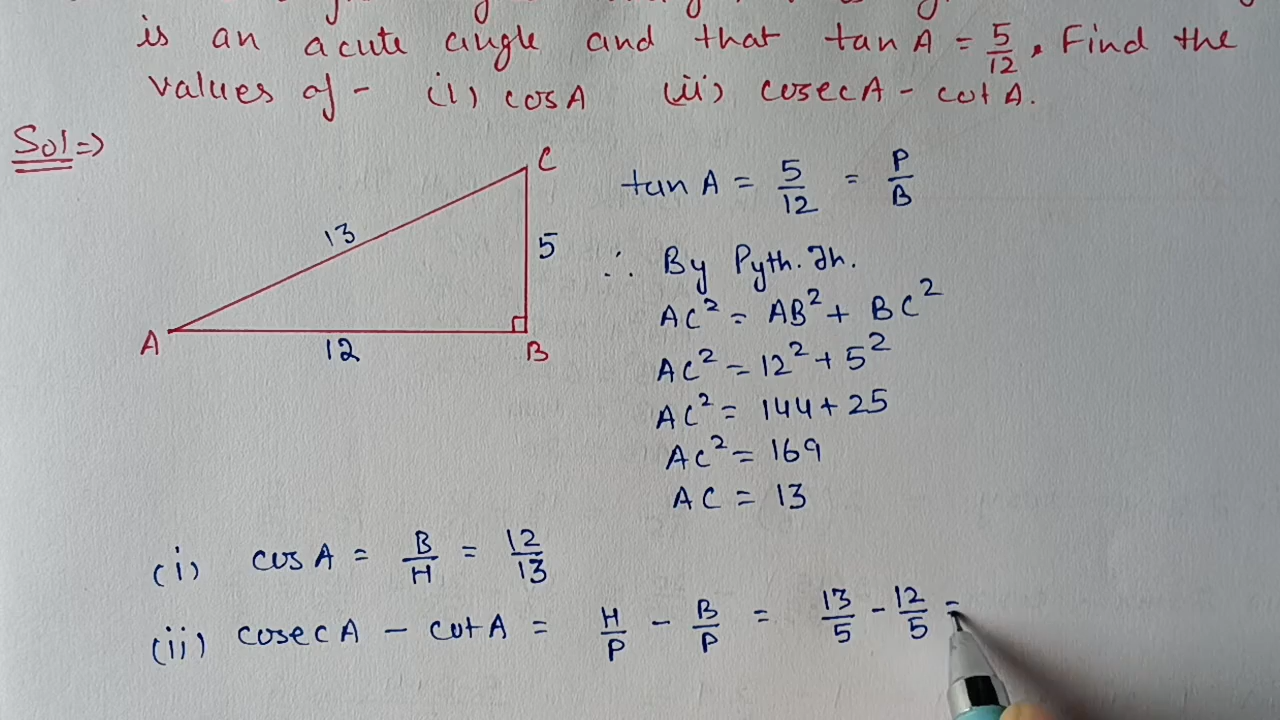 is an acute angle and that tan A = 5/12. Find the
values of - (i) cos A (ii) cosec A - cot A.
Sol ⇒
C
13
5
A
12
B
tan A = 5/12 = P/B
∴ By Pyth. Th.
AC² = AB² + BC²
AC² = 12² + 5²
AC² = 144 + 25
AC² = 169
AC = 13
(i) cos A = B/H = 12/13
(ii) cosec A - cot A = H/P - B/P = 13/5 - 12/5 =